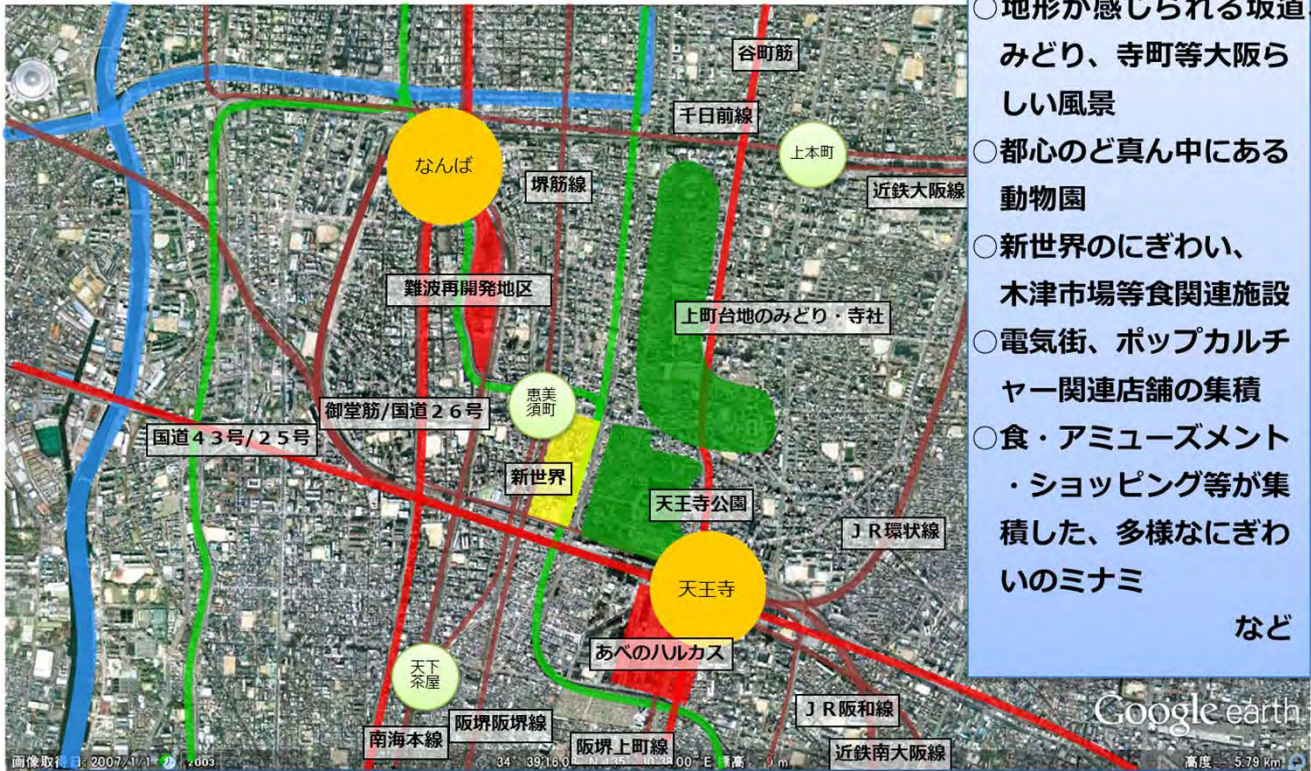 谷町筋
千日前線
上本町
なんば
堺筋線
近鉄大阪線
難波再開発地区
上町台地のみどり・寺社
恵美
須町
御堂筋/国道２６号
国道４３号/２５号
新世界
天王寺公園
ＪＲ環状線
天王寺
あべのハルカス
天下
茶屋
ＪＲ阪和線
阪堺阪堺線
南海本線
阪堺上町線
近鉄南大阪線
○地形が感じられる坂道、
みどり、寺町等大阪ら
しい風景
○都心のど真ん中にある
動物園
○新世界のにぎわい、
木津市場等食関連施設
○電気街、ポップカルチ
ャー関連店舗の集積
○食・アミューズメント
・ショッピング等が集
積した、多様なにぎわ
いのミナミ
など
Google earth
画像取得日: 2007/1/1
2003
高度 5.79 km